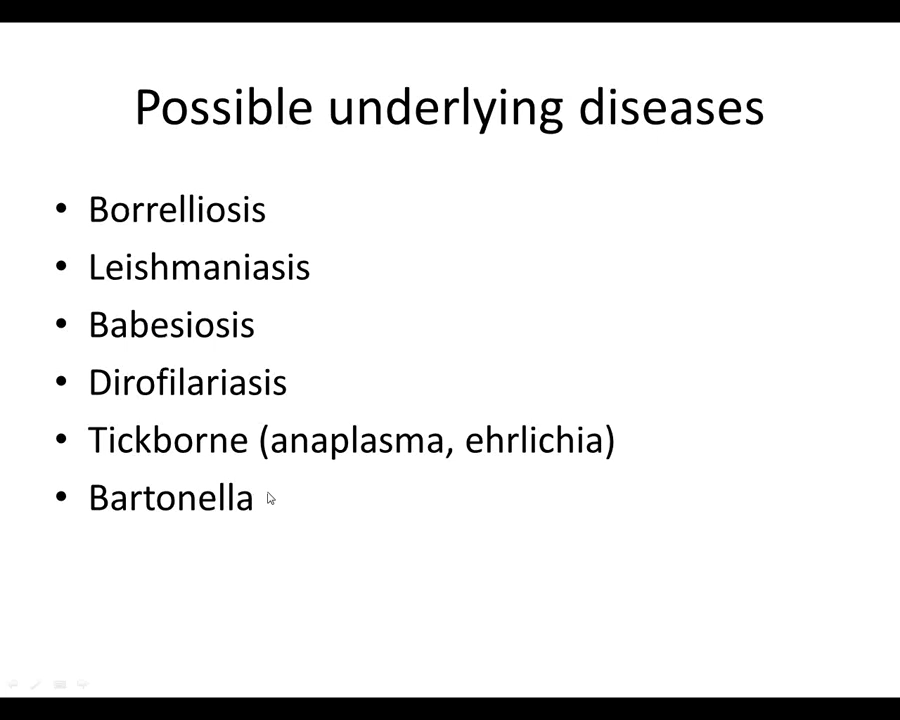 Possible underlying diseases
• Borrelliosis
• Leishmaniasis
• Babesiosis
• Dirofilariasis
• Tickborne (anaplasma, ehrlichia)
• Bartonella